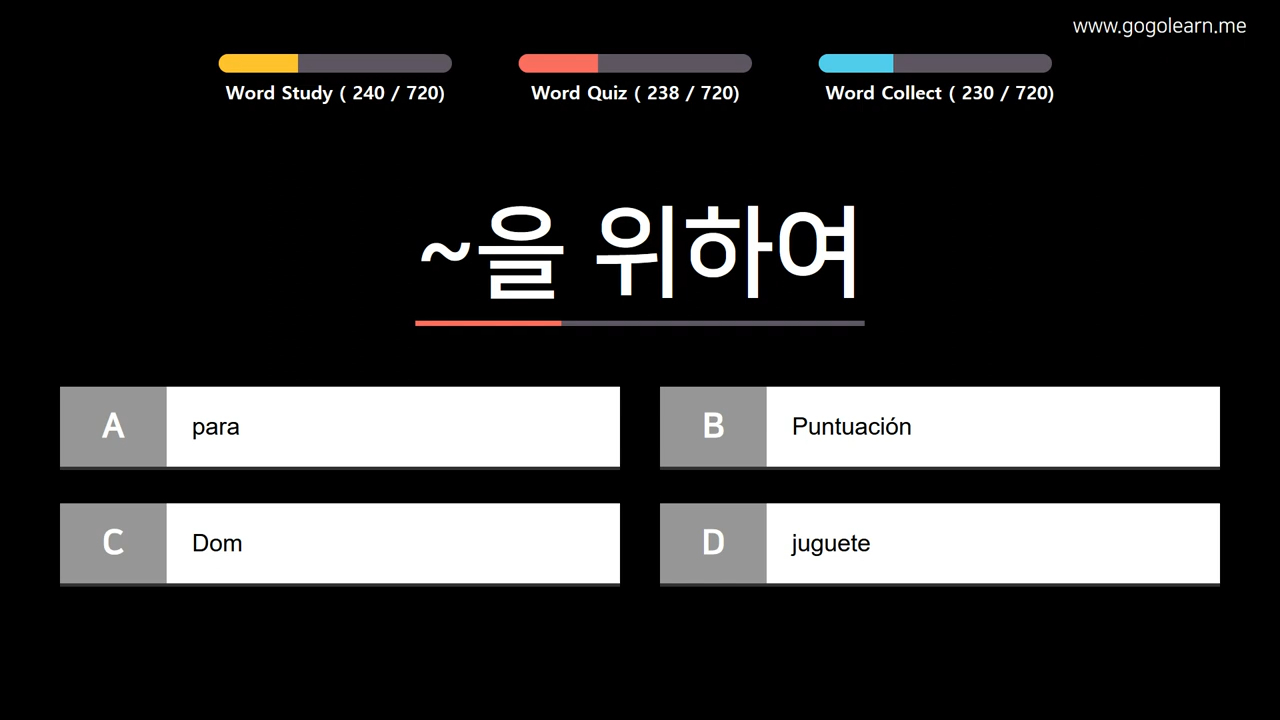 www.gogolearn.me
Word Study ( 240 / 720)
Word Quiz ( 238 / 720)
Word Collect ( 230 / 720)
~을 위하여
A para
B Puntuación
C Dom
D juguete